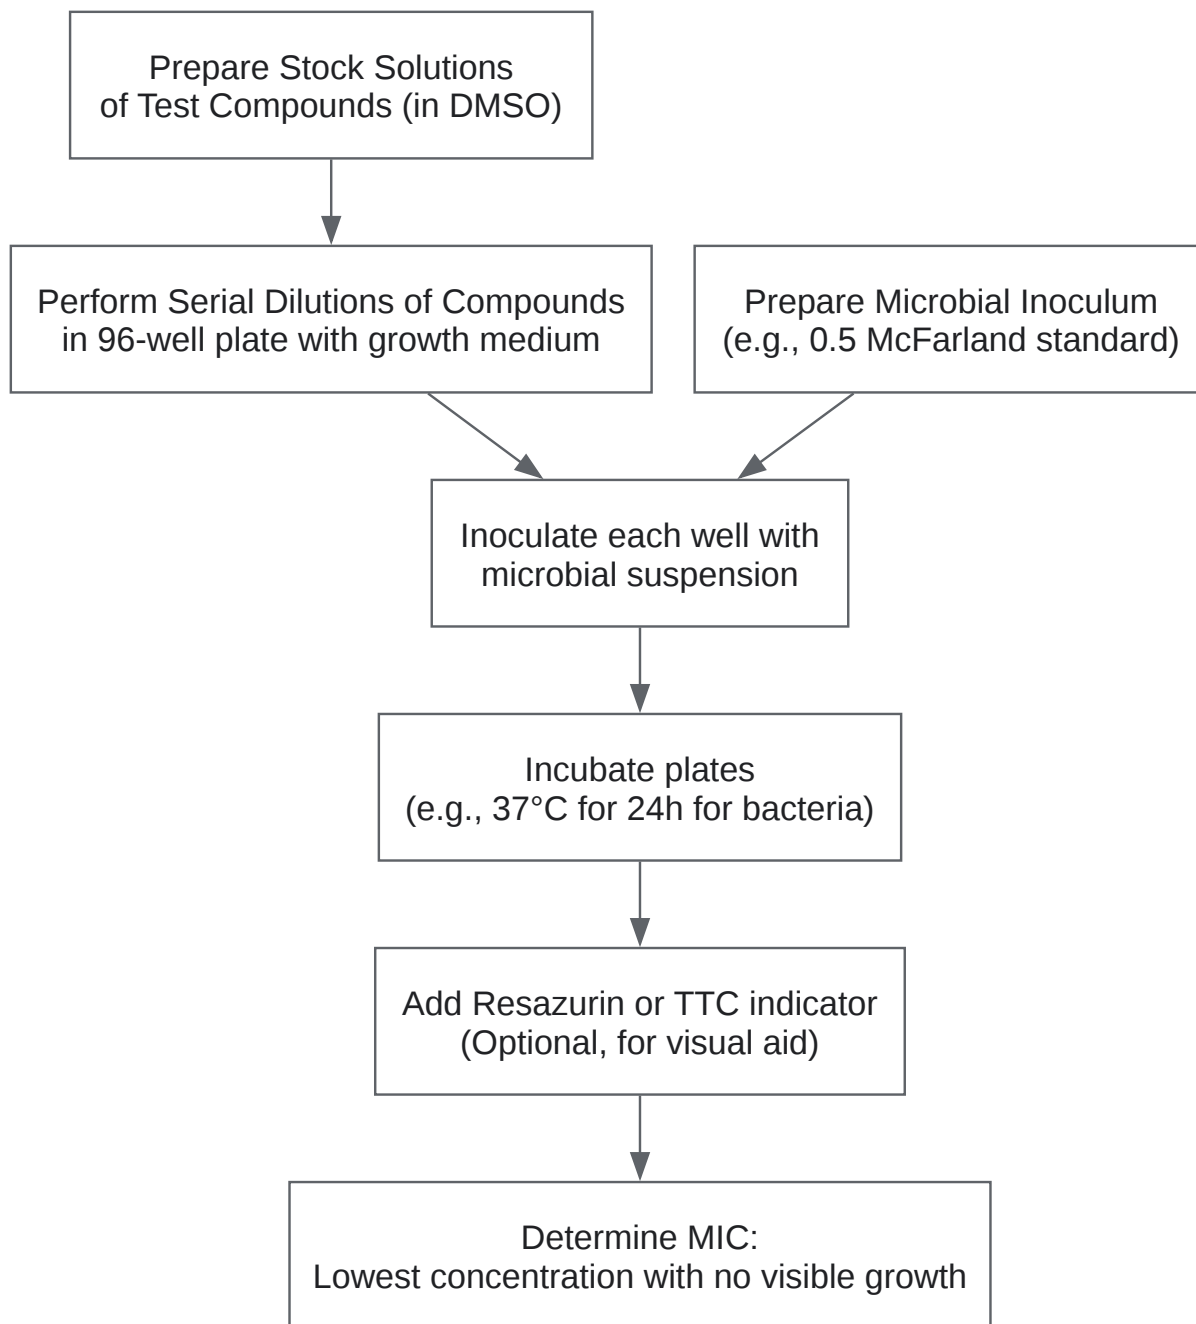 Prepare Stock Solutions
of Test Compounds (in DMSO)
Perform Serial Dilutions of Compounds
in 96-well plate with growth medium
Prepare Microbial Inoculum
(e.g., 0.5 McFarland standard)
Inoculate each well with
microbial suspension
Incubate plates
(e.g., 37°C for 24h for bacteria)
Add Resazurin or TTC indicator
(Optional, for visual aid)
Determine MIC:
Lowest concentration with no visible growth